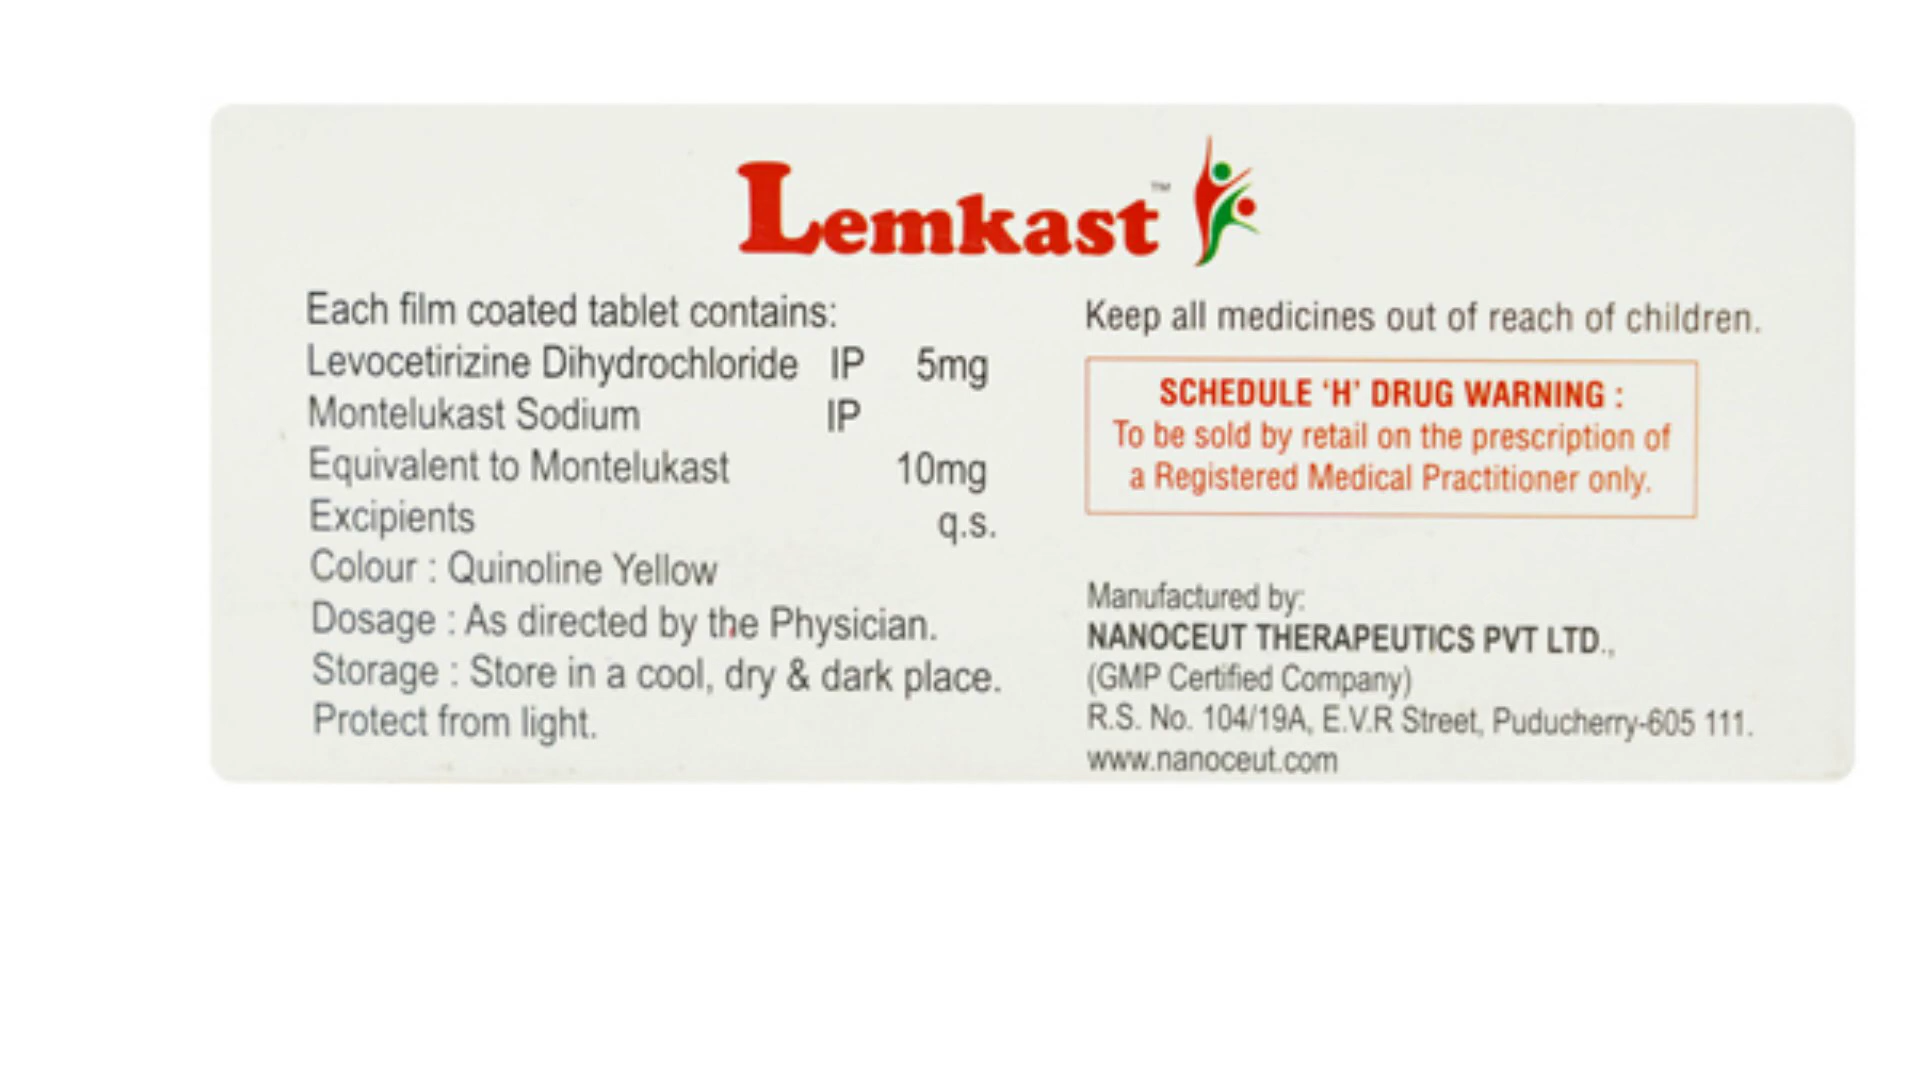 Lemkast™
Each film coated tablet contains:
Levocetirizine Dihydrochloride IP 5mg
Montelukast Sodium IP
Equivalent to Montelukast 10mg
Excipients q.s.
Colour : Quinoline Yellow
Dosage : As directed by the Physician.
Storage : Store in a cool, dry & dark place.
Protect from light.
Keep all medicines out of reach of children.
SCHEDULE ‘H’ DRUG WARNING :
To be sold by retail on the prescription of
a Registered Medical Practitioner only.
Manufactured by:
NANOCEUT THERAPEUTICS PVT LTD.,
(GMP Certified Company)
R.S. No. 104/19A, E.V.R Street, Puducherry-605 111.
www.nanoceut.com